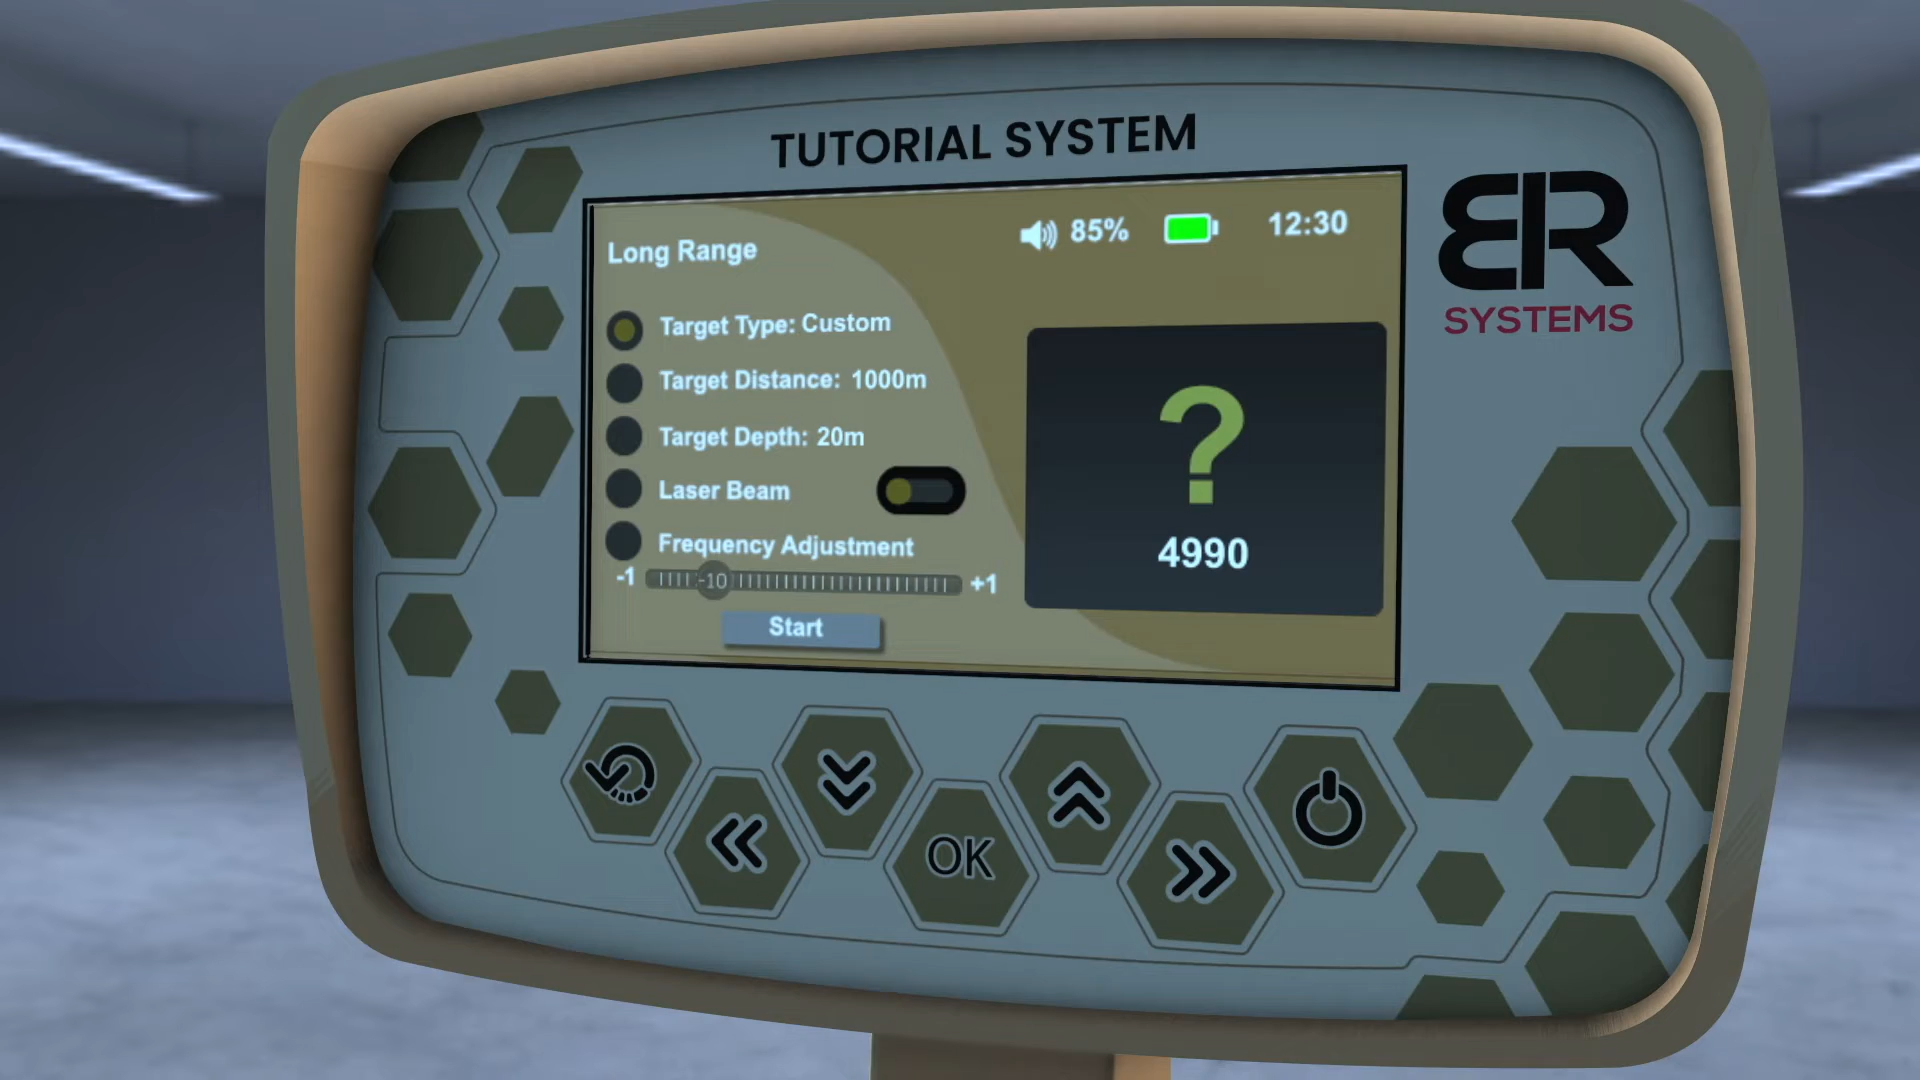 TUTORIAL SYSTEM
BR
SYSTEMS
85%
12:30
Long Range
Target Type: Custom
Target Distance: 1000m
Target Depth: 20m
Laser Beam
Frequency Adjustment
-1
-10
+1
Start
4990
?
OK